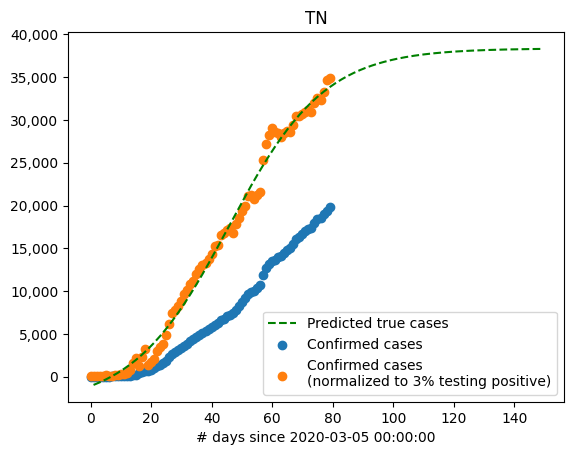 TN
40,000
35,000
30,000
25,000
20,000
15,000
10,000
5,000
0
Predicted true cases
Confirmed cases
Confirmed cases
(normalized to 3% testing positive)
0 20 40 60 80 100 120 140
# days since 2020-03-05 00:00:00